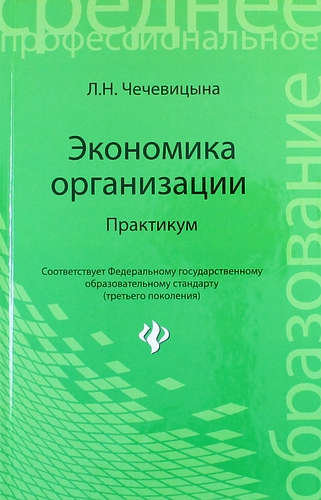 среднее
профессиональное
образование
Л.Н. Чечевицына
Экономика
организации
Практикум
Соответствует Федеральному государственному
образовательному стандарту
(третьего поколения)